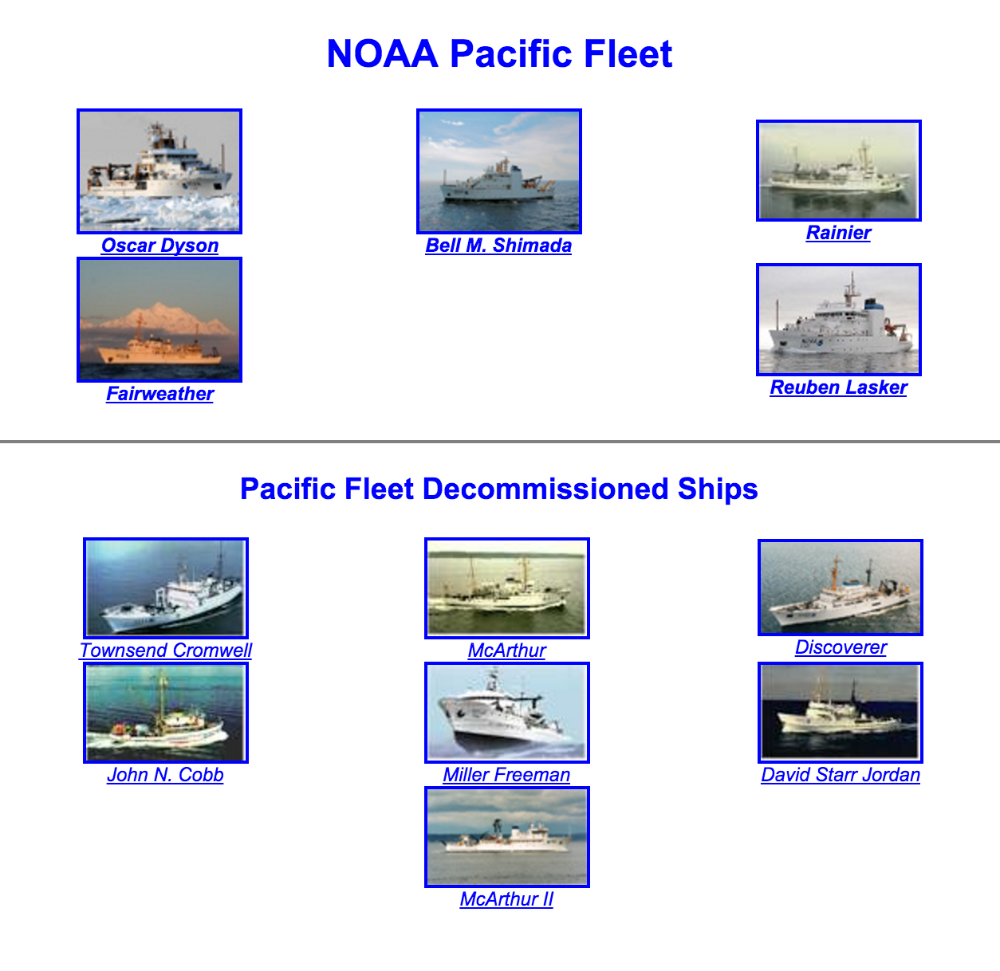 NOAA Pacific Fleet
Oscar Dyson
Bell M. Shimada
Rainier
Fairweather
Reuben Lasker
Pacific Fleet Decommissioned Ships
Townsend Cromwell
McArthur
Discoverer
John N. Cobb
Miller Freeman
David Starr Jordan
McArthur II